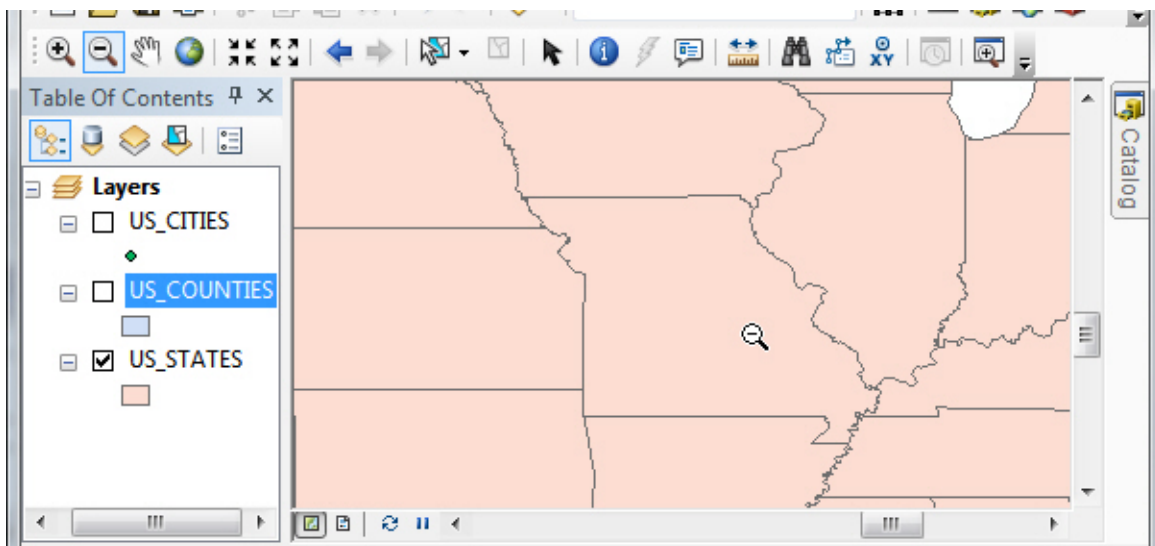 XY
Table Of Contents
Layers
US_CITIES
US_COUNTIES
US_STATES
Catalog